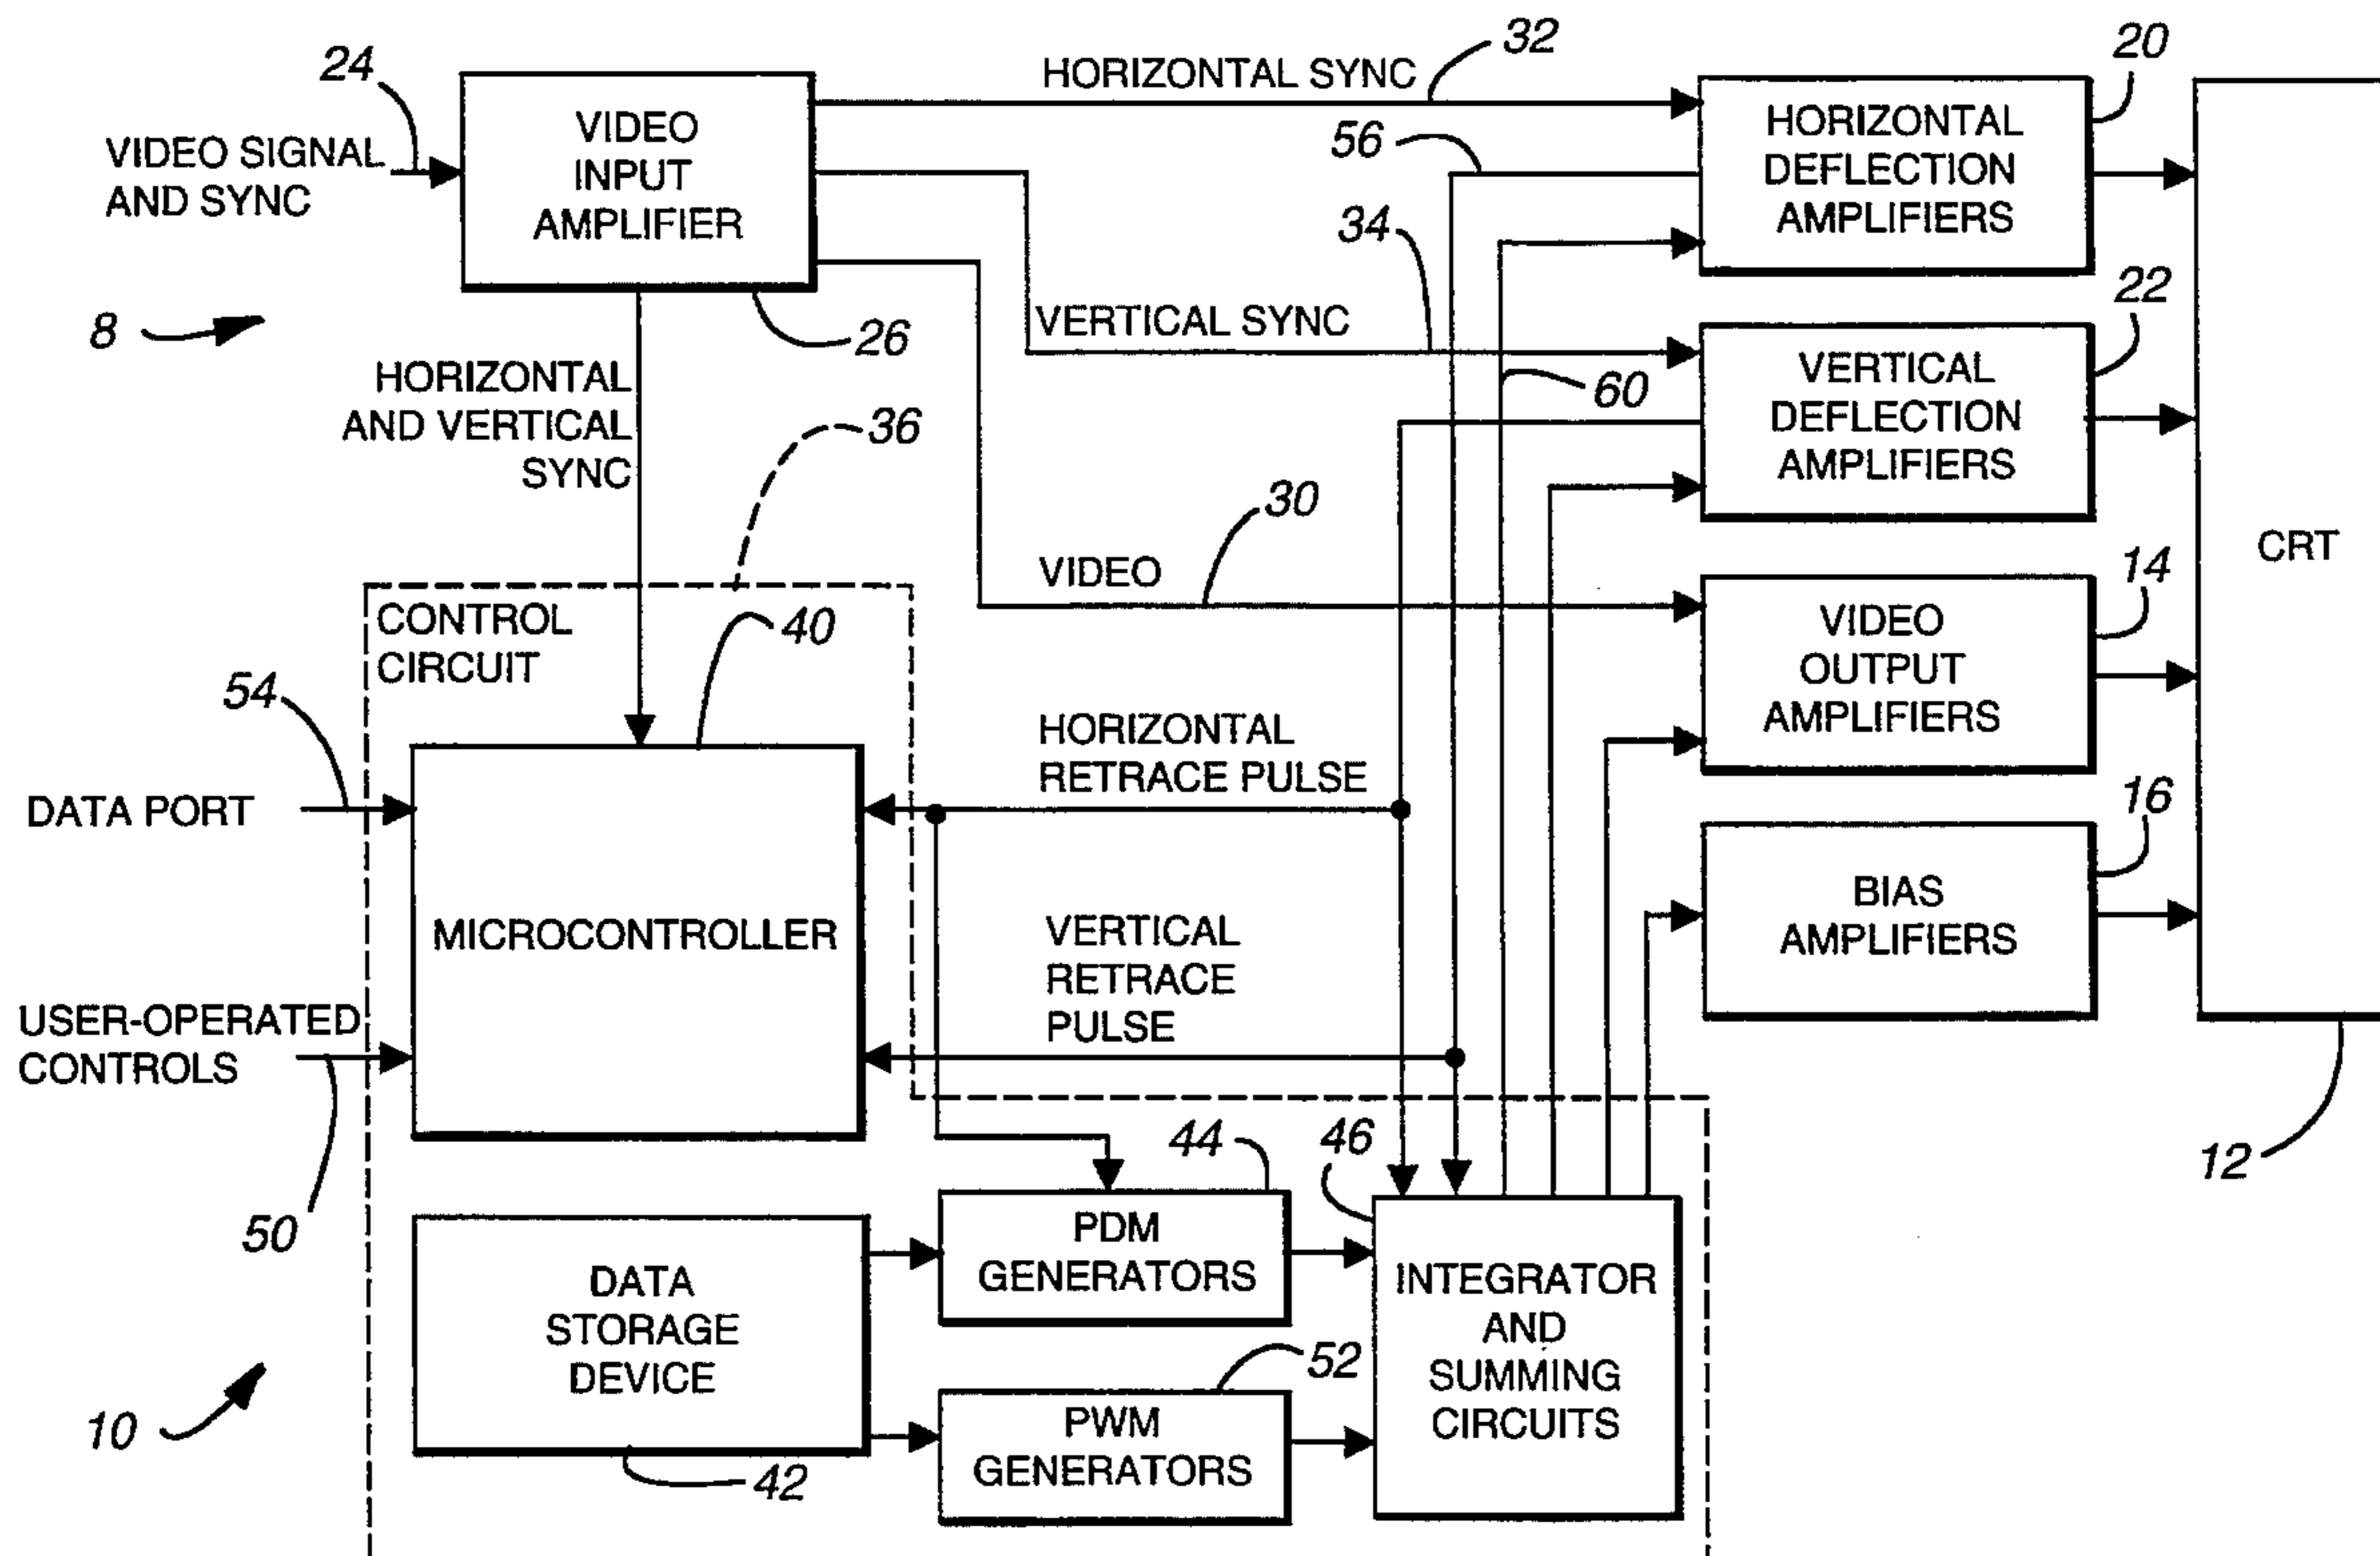 24
VIDEO SIGNAL
AND SYNC
VIDEO
INPUT
AMPLIFIER
26
8
HORIZONTAL SYNC
32
56
34
VERTICAL SYNC
60
HORIZONTAL
DEFLECTION
AMPLIFIERS
20
VERTICAL
DEFLECTION
AMPLIFIERS
22
HORIZONTAL
AND VERTICAL
SYNC
36
30
VIDEO
VIDEO
OUTPUT
AMPLIFIERS
14
CRT
BIAS
AMPLIFIERS
16
12
CONTROL
CIRCUIT
40
54
DATA PORT
MICROCONTROLLER
USER-OPERATED
CONTROLS
50
HORIZONTAL
RETRACE PULSE
VERTICAL
RETRACE
PULSE
44
46
PDM
GENERATORS
DATA
STORAGE
DEVICE
42
52
PWM
GENERATORS
INTEGRATOR
AND
SUMMING
CIRCUITS
10